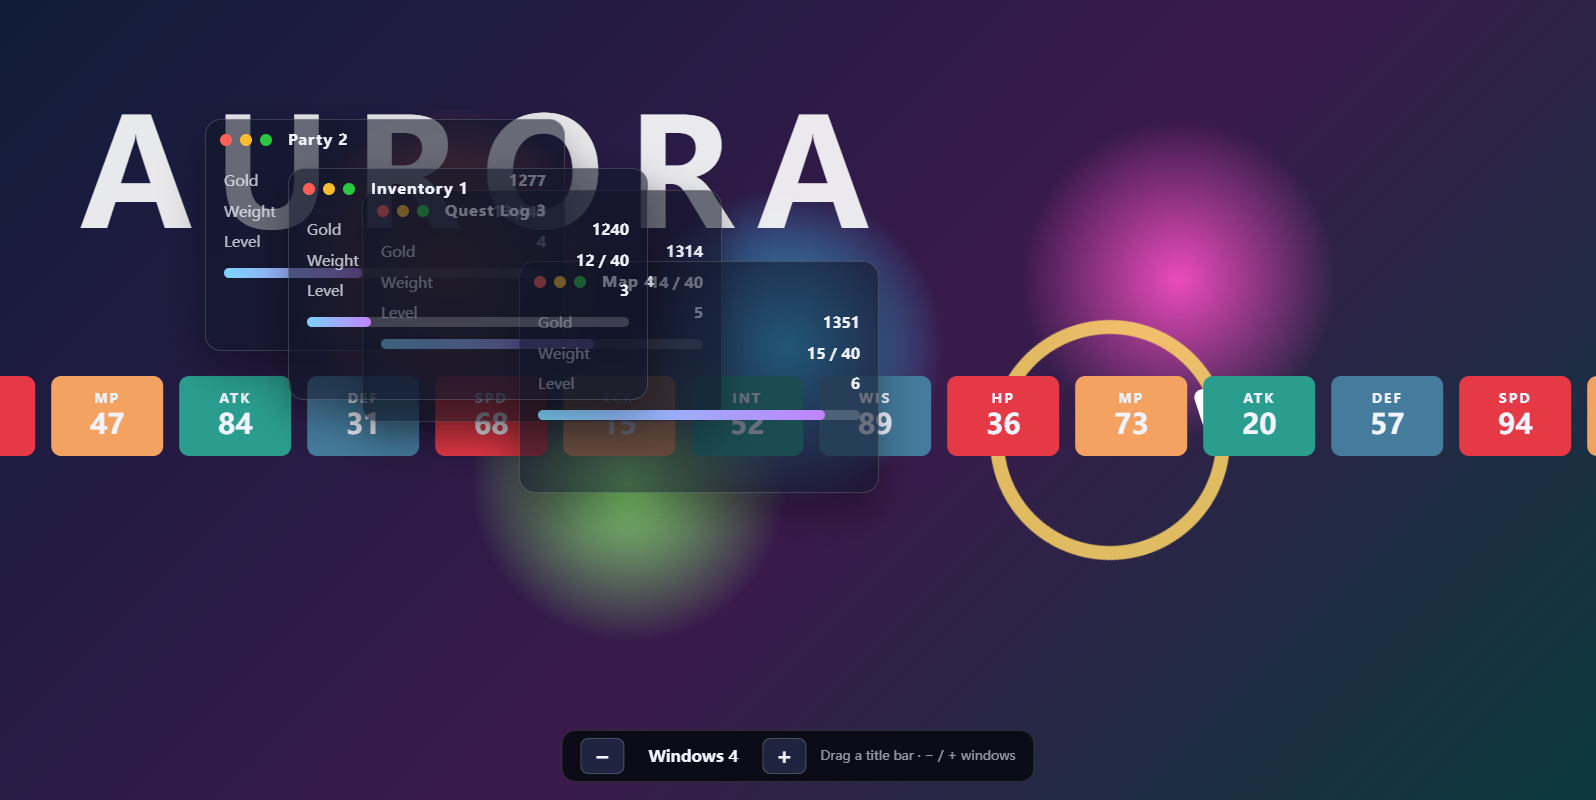 AURORA
Party 2
Gold 1277
Weight
Level 4
Inventory 1
Gold 1240
Weight 12 / 40
Level 3
Quest Log 3
Gold 1314
Weight 14 / 40
Level 5
Map 4
Gold 1351
Weight 15 / 40
Level 6
MP ATK DEF SPD INT WIS HP MP ATK DEF SPD
47 84 31 68 15 52 89 36 73 20 57 94
− Windows 4 + Drag a title bar · − / + windows